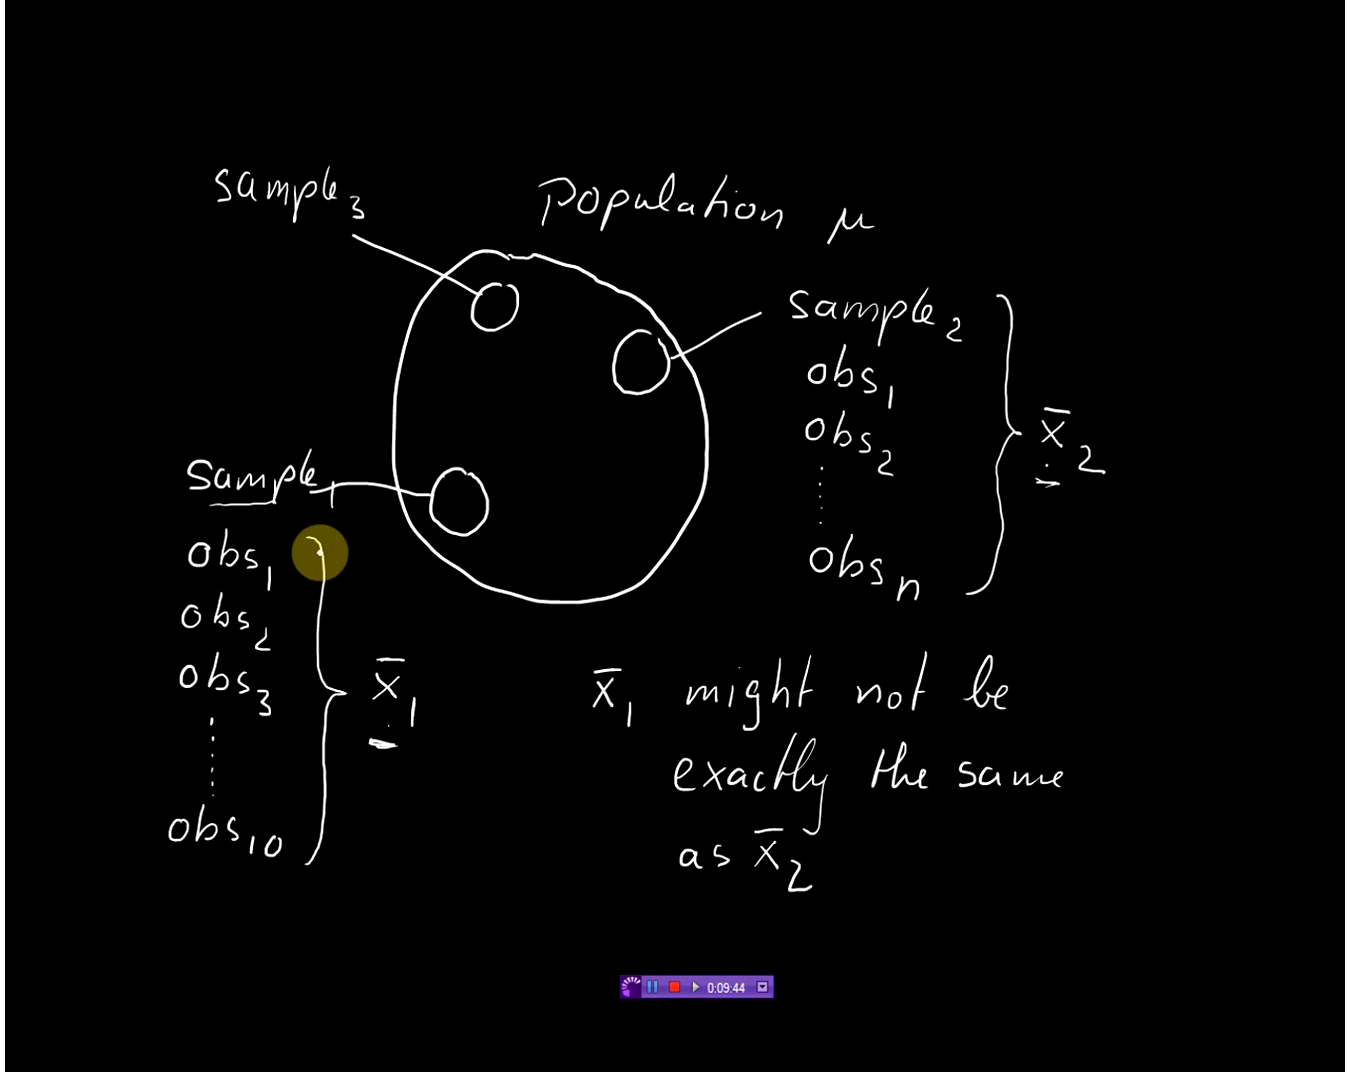 sample₃
Population μ
sample₂
obs₁
obs₂
obsₙ
x̄₂
sample₁
obs₁
obs₂
obs₃
obs₁₀
x̄₁
x̄₁ might not be
exactly the same
as x̄₂
0:09:44